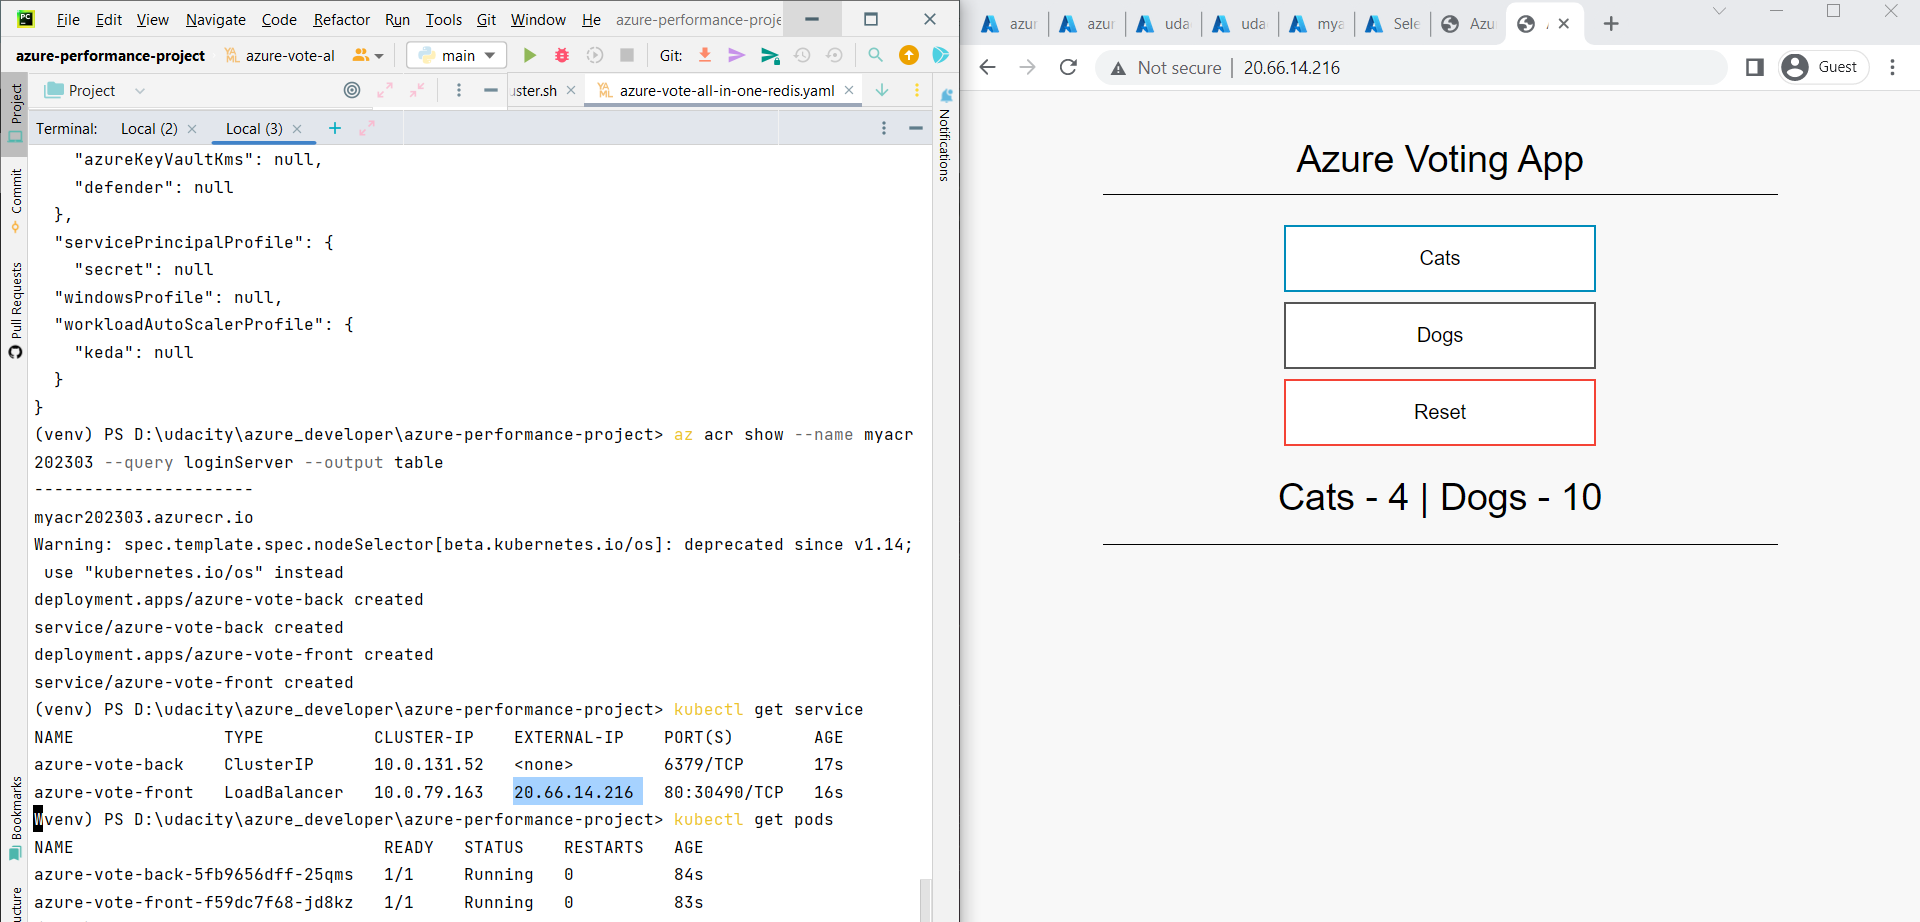 PC File Edit View Navigate Code Refactor Run Tools Git Window He azure-performance-proje
azure-performance-project azure-vote-al main Git:
Project uster.sh azure-vote-all-in-one-redis.yaml
Terminal: Local (2) Local (3)
Project
Commit
Pull Requests
Bookmarks
ucture
Notifications
"azureKeyVaultKms": null,
"defender": null
},
"servicePrincipalProfile": {
"secret": null
"windowsProfile": null,
"workloadAutoScalerProfile": {
"keda": null
}
}
(venv) PS D:\udacity\azure_developer\azure-performance-project> az acr show --name myacr
202303 --query loginServer --output table
----------------------
myacr202303.azurecr.io
Warning: spec.template.spec.nodeSelector[beta.kubernetes.io/os]: deprecated since v1.14;
use "kubernetes.io/os" instead
deployment.apps/azure-vote-back created
service/azure-vote-back created
deployment.apps/azure-vote-front created
service/azure-vote-front created
(venv) PS D:\udacity\azure_developer\azure-performance-project> kubectl get service
NAME TYPE CLUSTER-IP EXTERNAL-IP PORT(S) AGE
azure-vote-back ClusterIP 10.0.131.52 <none> 6379/TCP 17s
azure-vote-front LoadBalancer 10.0.79.163 20.66.14.216 80:30490/TCP 16s
Wvenv) PS D:\udacity\azure_developer\azure-performance-project> kubectl get pods
NAME READY STATUS RESTARTS AGE
azure-vote-back-5fb9656dff-25qms 1/1 Running 0 84s
azure-vote-front-f59dc7f68-jd8kz 1/1 Running 0 83s
azur azur uda uda mya Sele Azu
Not secure 20.66.14.216 Guest
Azure Voting App
Cats
Dogs
Reset
Cats - 4 | Dogs - 10